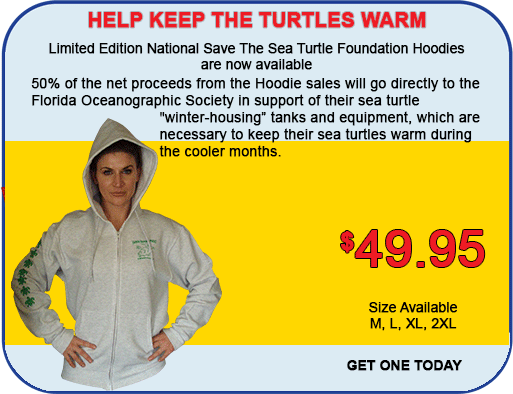 HELP KEEP THE TURTLES WARM
Limited Edition National Save The Sea Turtle Foundation Hoodies
are now available
50% of the net proceeds from the Hoodie sales will go directly to the
Florida Oceanographic Society in support of their sea turtle
"winter-housing" tanks and equipment, which are
necessary to keep their sea turtles warm during
the cooler months.
$49.95
Size Available
M, L, XL, 2XL
GET ONE TODAY